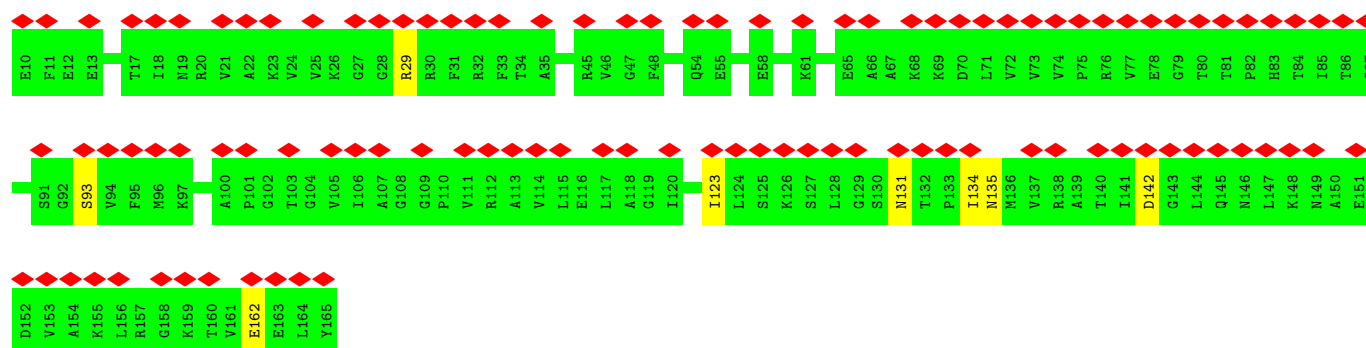 E10 F11 E12 E13 T17 I18 N19 R20 V21 A22 K23 V24 V25 K26 G27 G28 R29 R30 F31 R32 F33 T34 A35 R45 V46 G47 F48 Q54 E55 E58 K61 E65 A66 A67 K68 K69 D70 L71 V72 V73 V74 P75 R76 V77 E78 G79 T80 T81 P82 H83 T84 I85 T86
S91 G92 S93 V94 F95 M96 K97 A100 P101 G102 T103 G104 V105 I106 A107 G108 G109 P110 V111 R112 A113 V114 L115 E116 L117 A118 G119 I120 I123 L124 S125 K126 S127 L128 G129 S130 N131 T132 P133 I134 N135 M136 V137 R138 A139 T140 I141 D142 G143 L144 Q145 N146 L147 K148 N149 A150 E151
D152 V153 A154 K155 L156 R157 G158 K159 T160 V161 E162 E163 L164 Y165